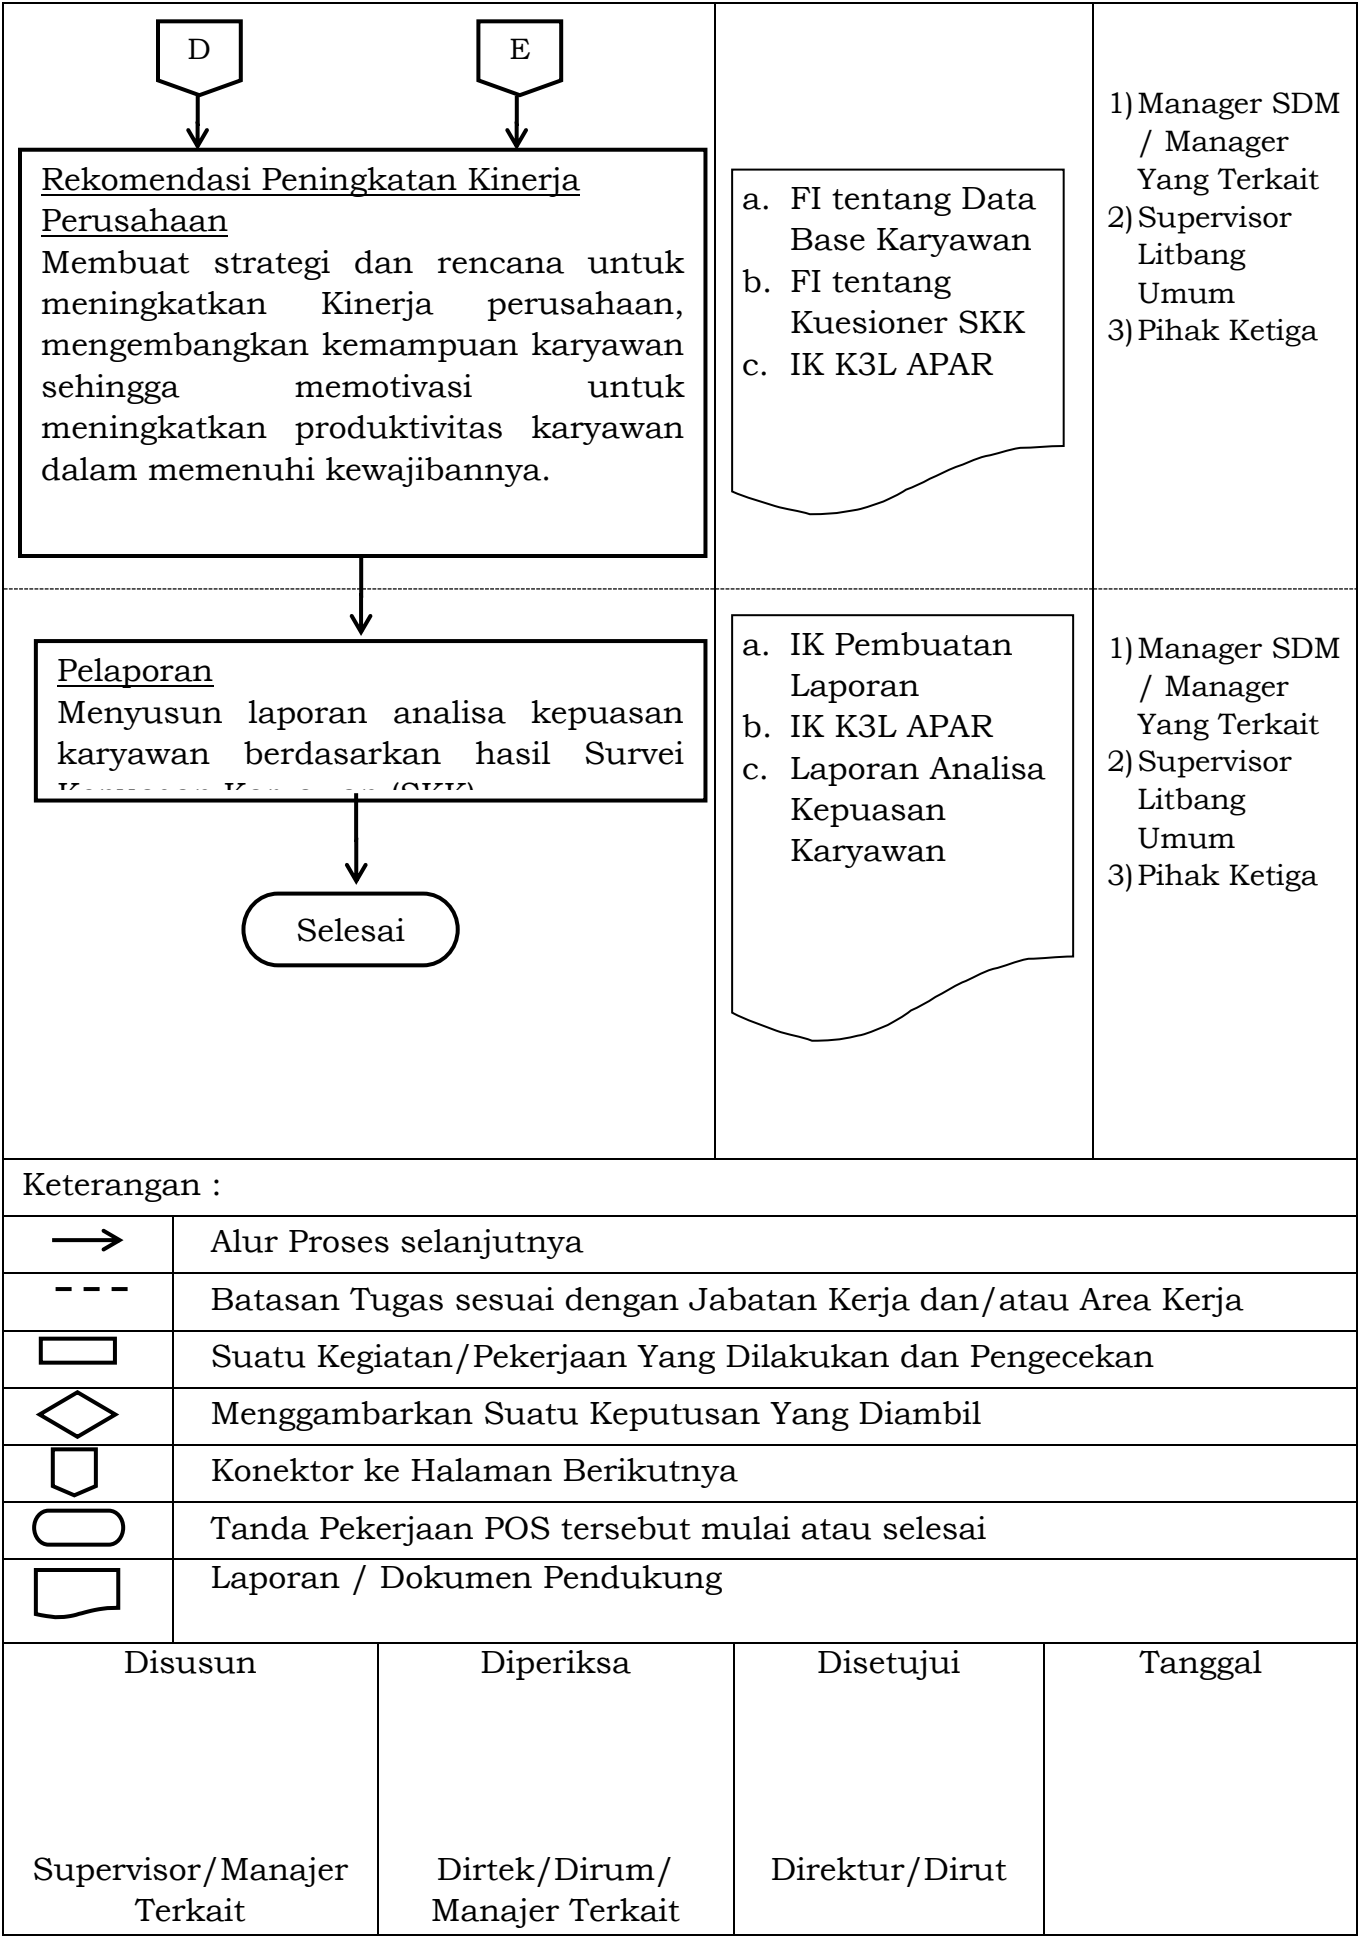 D
E
Rekomendasi Peningkatan Kinerja
Perusahaan
Membuat strategi dan rencana untuk
meningkatkan Kinerja perusahaan,
mengembangkan kemampuan karyawan
sehingga memotivasi untuk
meningkatkan produktivitas karyawan
dalam memenuhi kewajibannya.
a. FI tentang Data
Base Karyawan
b. FI tentang
Kuesioner SKK
c. IK K3L APAR
1) Manager SDM
/ Manager
Yang Terkait
2) Supervisor
Litbang
Umum
3) Pihak Ketiga
Pelaporan
Menyusun laporan analisa kepuasan
karyawan berdasarkan hasil Survei
(SKK)
Selesai
a. IK Pembuatan
Laporan
b. IK K3L APAR
c. Laporan Analisa
Kepuasan
Karyawan
1) Manager SDM
/ Manager
Yang Terkait
2) Supervisor
Litbang
Umum
3) Pihak Ketiga
Keterangan :
Alur Proses selanjutnya
Batasan Tugas sesuai dengan Jabatan Kerja dan/atau Area Kerja
Suatu Kegiatan/Pekerjaan Yang Dilakukan dan Pengecekan
Menggambarkan Suatu Keputusan Yang Diambil
Konektor ke Halaman Berikutnya
Tanda Pekerjaan POS tersebut mulai atau selesai
Laporan / Dokumen Pendukung
Disusun
Supervisor/Manajer
Terkait
Diperiksa
Dirtek/Dirum/
Manajer Terkait
Disetujui
Direktur/Dirut
Tanggal